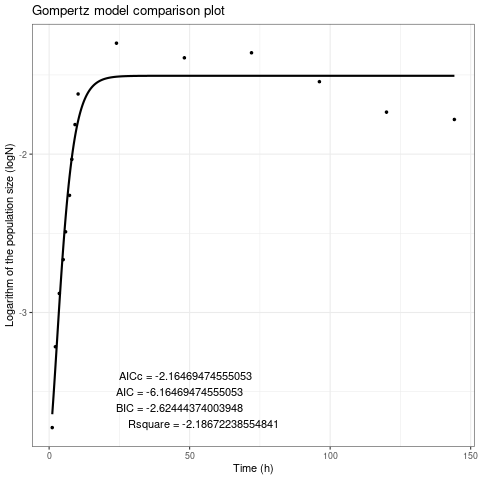 Gompertz model comparison plot
Logarithm of the population size (logN)
-2
-3
AICc = -2.16469474555053
AIC = -6.16469474555053
BIC = -2.62444374003948
Rsquare = -2.18672238554841
0
50
100
150
Time (h)